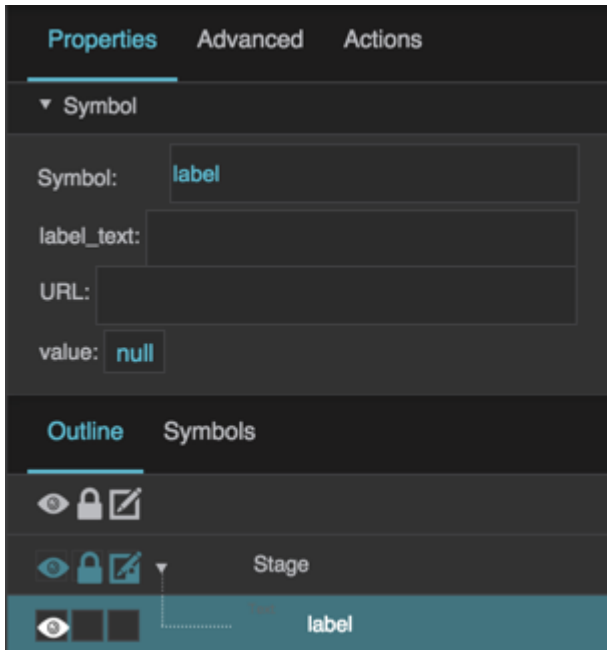 Properties Advanced Actions
Symbol
Symbol: label
label_text:
URL:
value: null
Outline Symbols
Stage
label